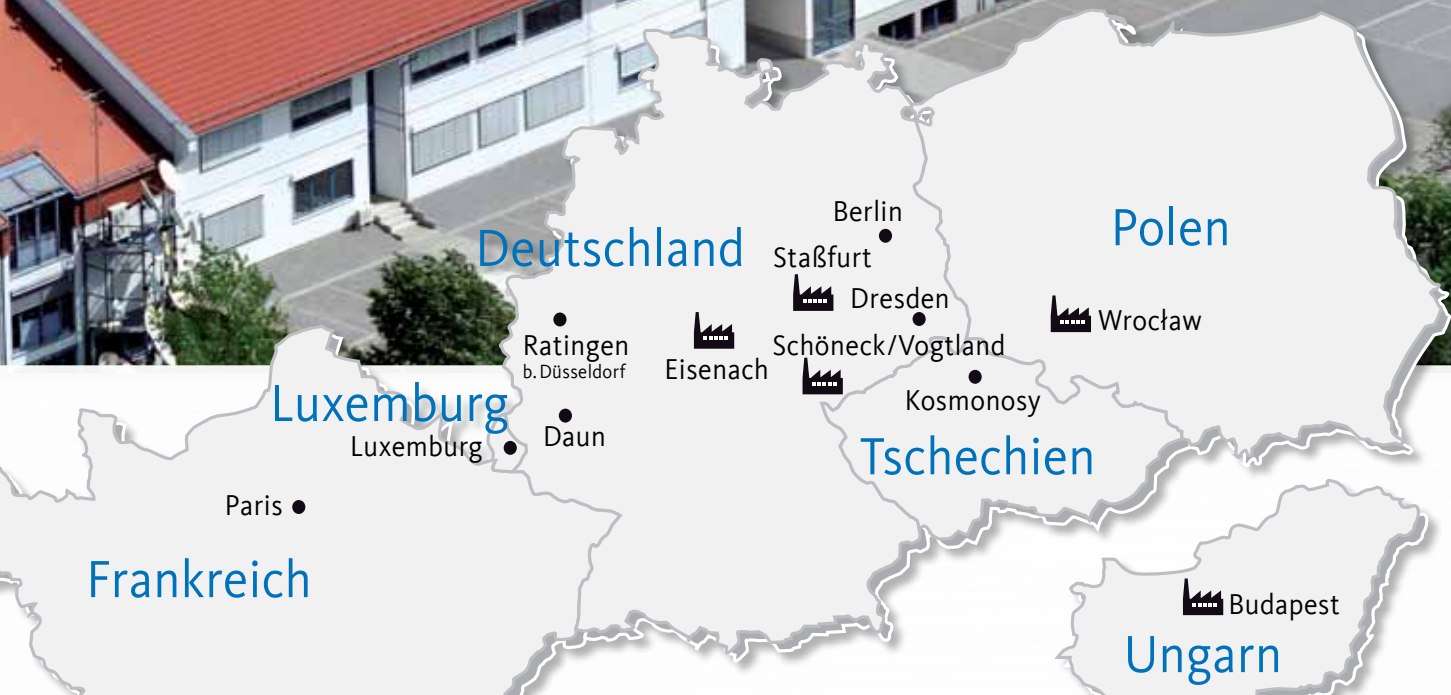 Berlin
Polen
Deutschland
Staßfurt
Dresden
Wrocław
Ratingen
b. Düsseldorf
Schöneck/Vogtland
Eisenach
Kosmonosy
Luxemburg
Daun
Luxemburg
Tschechien
Paris
Frankreich
Budapest
Ungarn